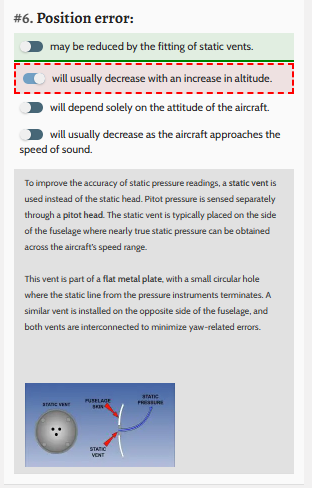 #6. Position error:
may be reduced by the fitting of static vents.
will usually decrease with an increase in altitude.
will depend solely on the attitude of the aircraft.
will usually decrease as the aircraft approaches the
speed of sound.
To improve the accuracy of static pressure readings, a static vent is
used instead of the static head. Pitot pressure is sensed separately
through a pitot head. The static vent is typically placed on the side
of the fuselage where nearly true static pressure can be obtained
across the aircraft's speed range.
This vent is part of a flat metal plate, with a small circular hole
where the static line from the pressure instruments terminates. A
similar vent is installed on the opposite side of the fuselage, and
both vents are interconnected to minimize yaw-related errors.
STATIC VENT
FUSELAGE
SKIN
STATIC
PRESSURE
STATIC
VENT